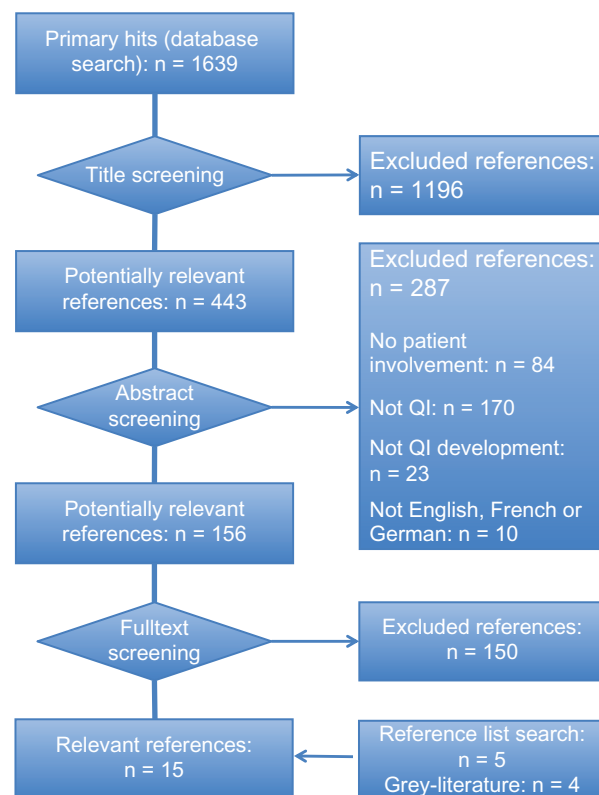 Primary hits (database
search): n = 1639
Title screening
Excluded references:
n = 1196
Potentially relevant
references: n = 443
Excluded references:
n = 287
No patient
involvement: n = 84
Not QI: n = 170
Not QI development:
n = 23
Not English, French or
German: n = 10
Abstract
screening
Potentially relevant
references: n = 156
Fulltext
screening
Excluded references:
n = 150
Relevant references:
n = 15
Reference list search:
n = 5
Grey-literature: n = 4